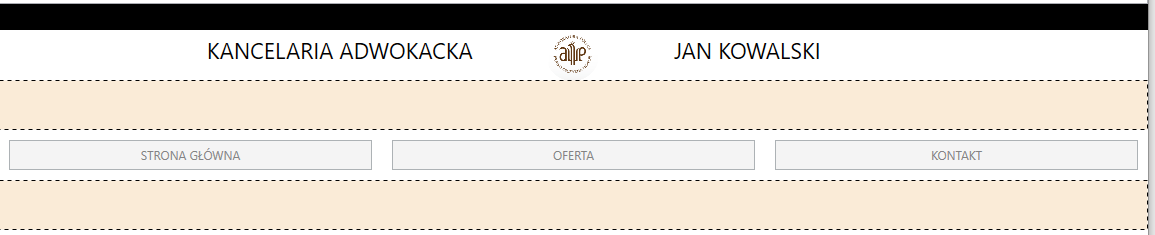 KANCELARIA ADWOKACKA JAN KOWALSKI
STRONA GŁÓWNA OFERTA KONTAKT